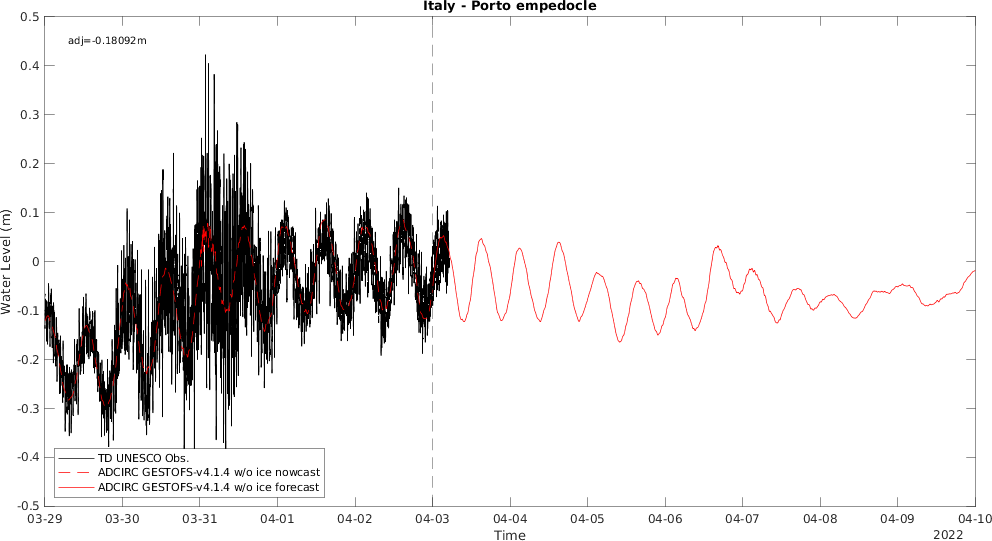 Italy - Porto empedocle
adj=-0.18092m
0.5
0.4
0.3
0.2
0.1
0
-0.1
-0.2
-0.3
-0.4
-0.5
Water Level (m)
TD UNESCO Obs.
ADCIRC GESTOFS-v4.1.4 w/o ice nowcast
ADCIRC GESTOFS-v4.1.4 w/o ice forecast
03-29 03-30 03-31 04-01 04-02 04-03 04-04 04-05 04-06 04-07 04-08 04-09 04-10
Time
2022